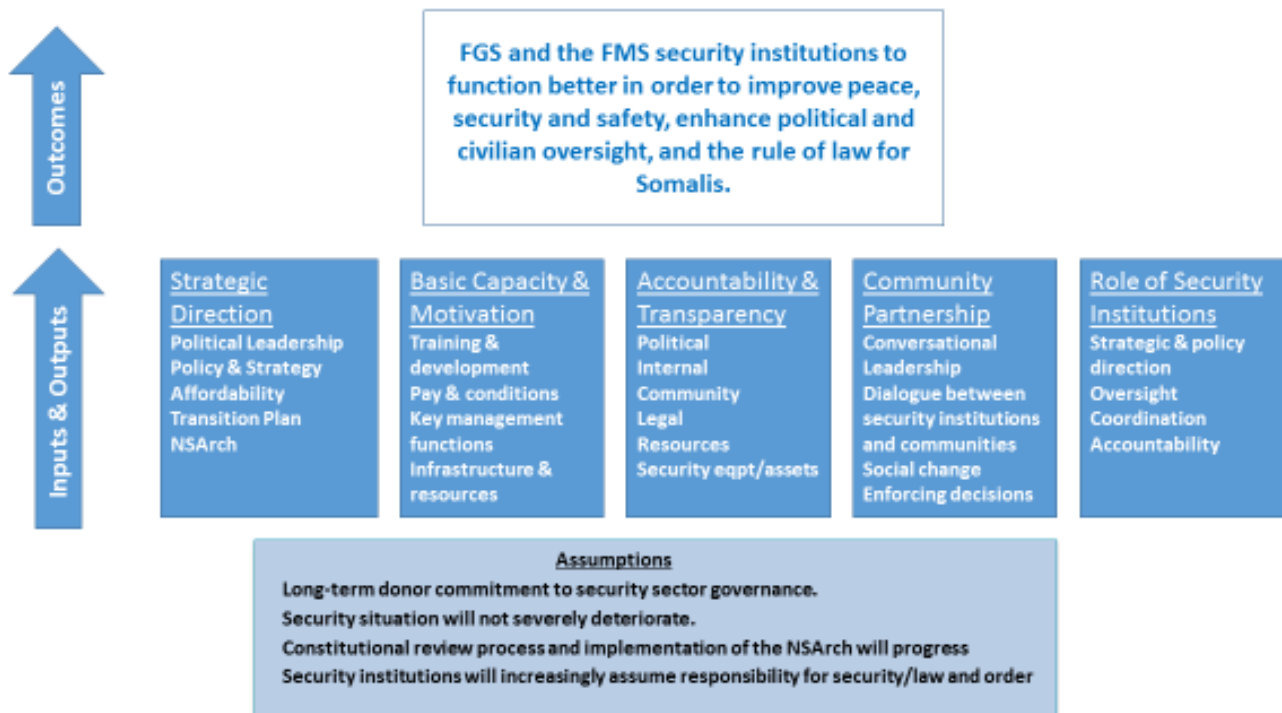 Outcomes
FGS and the FMS security institutions to
function better in order to improve peace,
security and safety, enhance political and
civilian oversight, and the rule of law for
Somalis.
Inputs & Outputs
Strategic
Direction
Political Leadership
Policy & Strategy
Affordability
Transition Plan
NSArch
Basic Capacity &
Motivation
Training &
development
Pay & conditions
Key management
functions
Infrastructure &
resources
Accountability &
Transparency
Political
Internal
Community
Legal
Resources
Security eqpt/assets
Community
Partnership
Conversational
Leadership
Dialogue between
security institutions
and communities
Social change
Enforcing decisions
Role of Security
Institutions
Strategic & policy
direction
Oversight
Coordination
Accountability
Assumptions
Long-term donor commitment to security sector governance.
Security situation will not severely deteriorate.
Constitutional review process and implementation of the NSArch will progress
Security institutions will increasingly assume responsibility for security/law and order